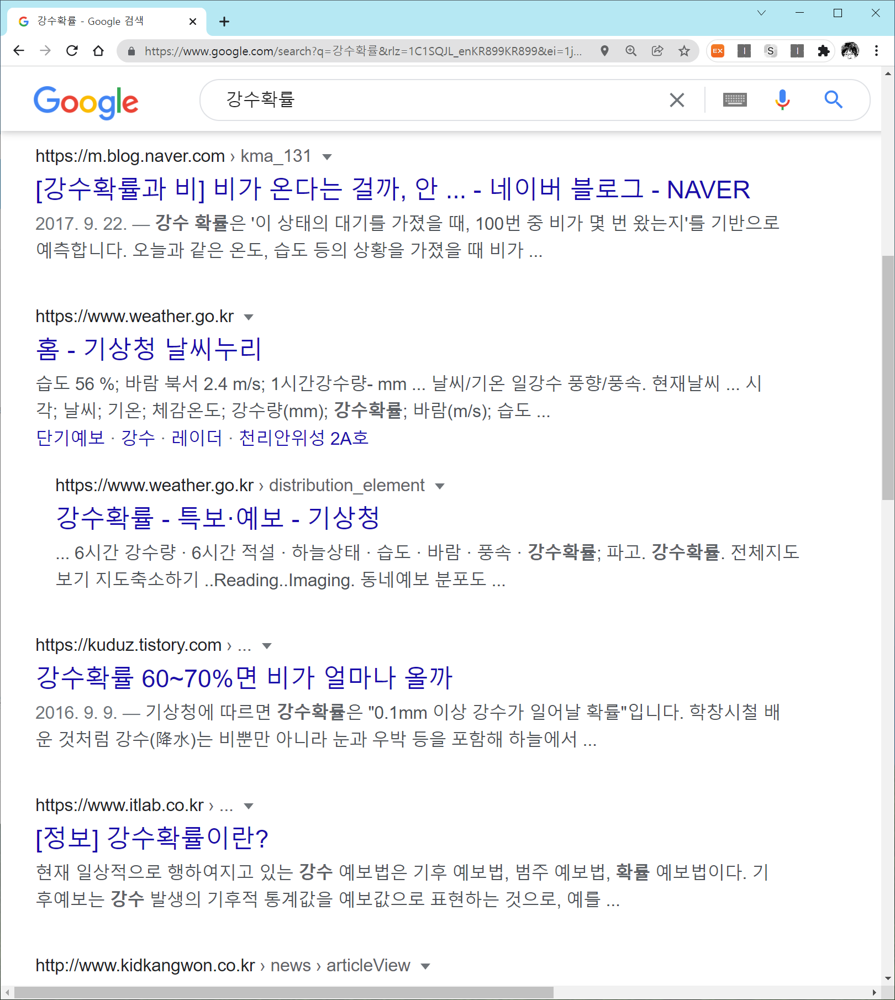 강수확률 - Google 검색
https://www.google.com/search?q=강수확률&rlz=1C1SQJL_enKR899KR899&ei=1j...
EX
S
Google
강수확률
https://m.blog.naver.com › kma_131
[강수확률과 비] 비가 온다는 걸까, 안 ... - 네이버 블로그 - NAVER
2017. 9. 22. — 강수 확률은 '이 상태의 대기를 가졌을 때, 100번 중 비가 몇 번 왔는지'를 기반으로
예측합니다. 오늘과 같은 온도, 습도 등의 상황을 가졌을 때 비가 ...
https://www.weather.go.kr
홈 - 기상청 날씨누리
습도 56 %; 바람 북서 2.4 m/s; 1시간강수량- mm ... 날씨/기온 일강수 풍향/풍속. 현재날씨 ... 시
각; 날씨; 기온; 체감온도; 강수량(mm); 강수확률; 바람(m/s); 습도 ...
단기예보 · 강수 · 레이더 · 천리안위성 2A호
https://www.weather.go.kr › distribution_element
강수확률 - 특보·예보 - 기상청
... 6시간 강수량 · 6시간 적설 · 하늘상태 · 습도 · 바람 · 풍속 · 강수확률; 파고. 강수확률. 전체지도
보기 지도축소하기 ..Reading..Imaging. 동네예보 분포도 ...
https://kuduz.tistory.com › ...
강수확률 60~70%면 비가 얼마나 올까
2016. 9. 9. — 기상청에 따르면 강수확률은 "0.1mm 이상 강수가 일어날 확률"입니다. 학창시절 배
운 것처럼 강수(降水)는 비뿐만 아니라 눈과 우박 등을 포함해 하늘에서 ...
https://www.itlab.co.kr › ...
[정보] 강수확률이란?
현재 일상적으로 행하여지고 있는 강수 예보법은 기후 예보법, 범주 예보법, 확률 예보법이다. 기
후예보는 강수 발생의 기후적 통계값을 예보값으로 표현하는 것으로, 예를 ...
http://www.kidkangwon.co.kr › news › articleView